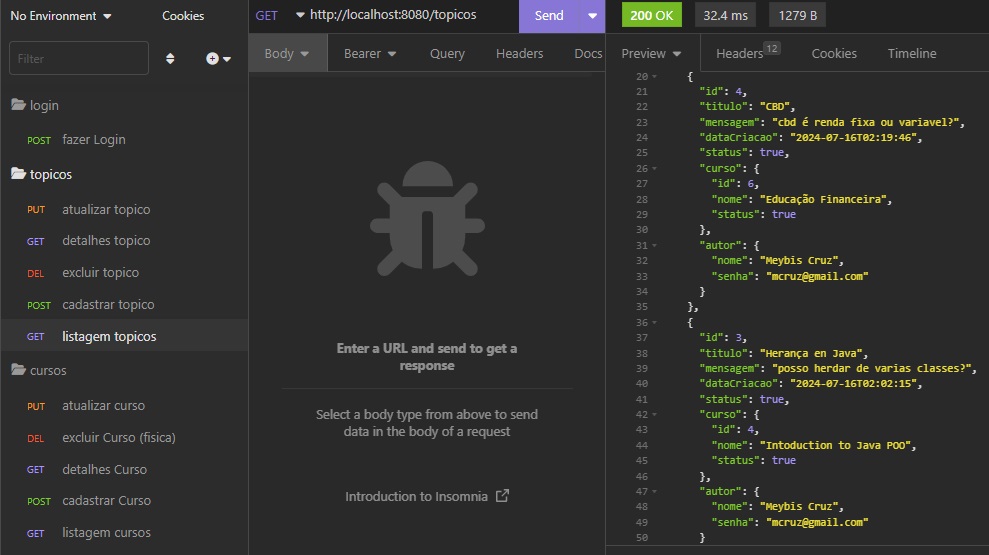 No Environment
Cookies
Filter
login
POST fazer Login
topicos
PUT atualizar topico
GET detalhes topico
DEL excluir topico
POST cadastrar topico
GET listagem topicos
cursos
PUT atualizar curso
DEL excluir Curso (fisica)
GET detalhes Curso
POST cadastrar Curso
GET listagem cursos
GET http://localhost:8080/topicos Send
Body Bearer Query Headers Docs
Enter a URL and send to get a
response
Select a body type from above to send
data in the body of a request
Introduction to Insomnia
200 OK 32.4 ms 1279 B
Preview Headers 12 Cookies Timeline
20 {
21 "id": 4,
22 "titulo": "CBD",
23 "mensagem": "cbd é renda fixa ou variavel?",
24 "dataCriacao": "2024-07-16T02:19:46",
25 "status": true,
26 "curso": {
27 "id": 6,
28 "nome": "Educação Financeira",
29 "status": true
30 },
31 "autor": {
32 "nome": "Meybis Cruz",
33 "senha": "mcruz@gmail.com"
34 }
35 },
36 {
37 "id": 3,
38 "titulo": "Herança en Java",
39 "mensagem": "posso herdar de varias classes?",
40 "dataCriacao": "2024-07-16T02:02:15",
41 "status": true,
42 "curso": {
43 "id": 4,
44 "nome": "Intoduction to Java POO",
45 "status": true
46 },
47 "autor": {
48 "nome": "Meybis Cruz",
49 "senha": "mcruz@gmail.com"
50 }